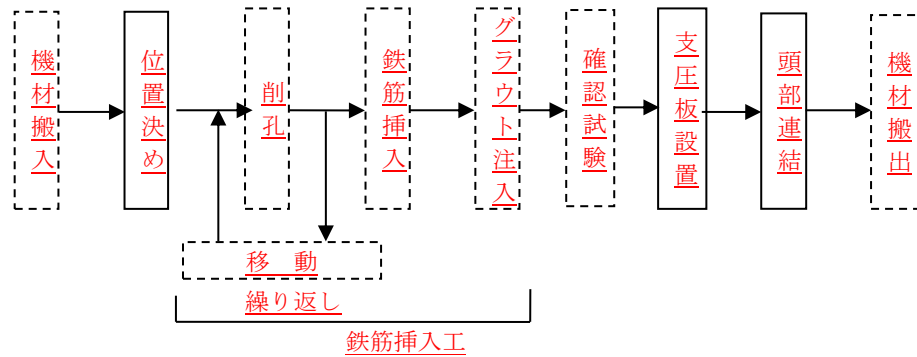 機材搬入
位置決め
削孔
鉄筋挿入
グラウト注入
確認試験
支圧板設置
頭部連結
機材搬出
移　動
繰り返し
鉄筋挿入工